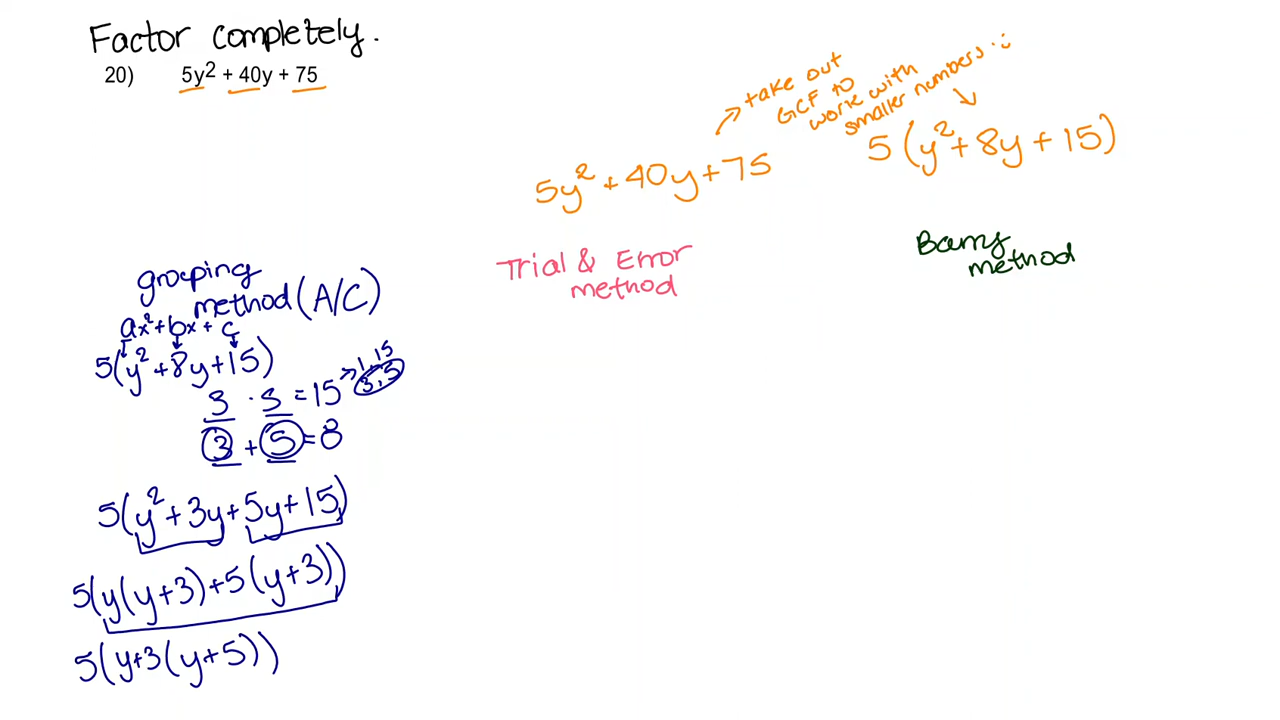 Factor completely.
20) 5y² + 40y + 75
take out
GCF to
work with
smaller numbers :
5y² + 40y + 75
5(y² + 8y + 15)
Trial & Error
method
Barry
method
grouping
method (A/C)
ax² + bx + c
5(y² + 8y + 15)
3 · 5 = 15 > 1, 15
3, 5
3 + 5 = 8
5(y² + 3y + 5y + 15)
5(y(y+3) + 5(y+3))
5(y+3(y+5))